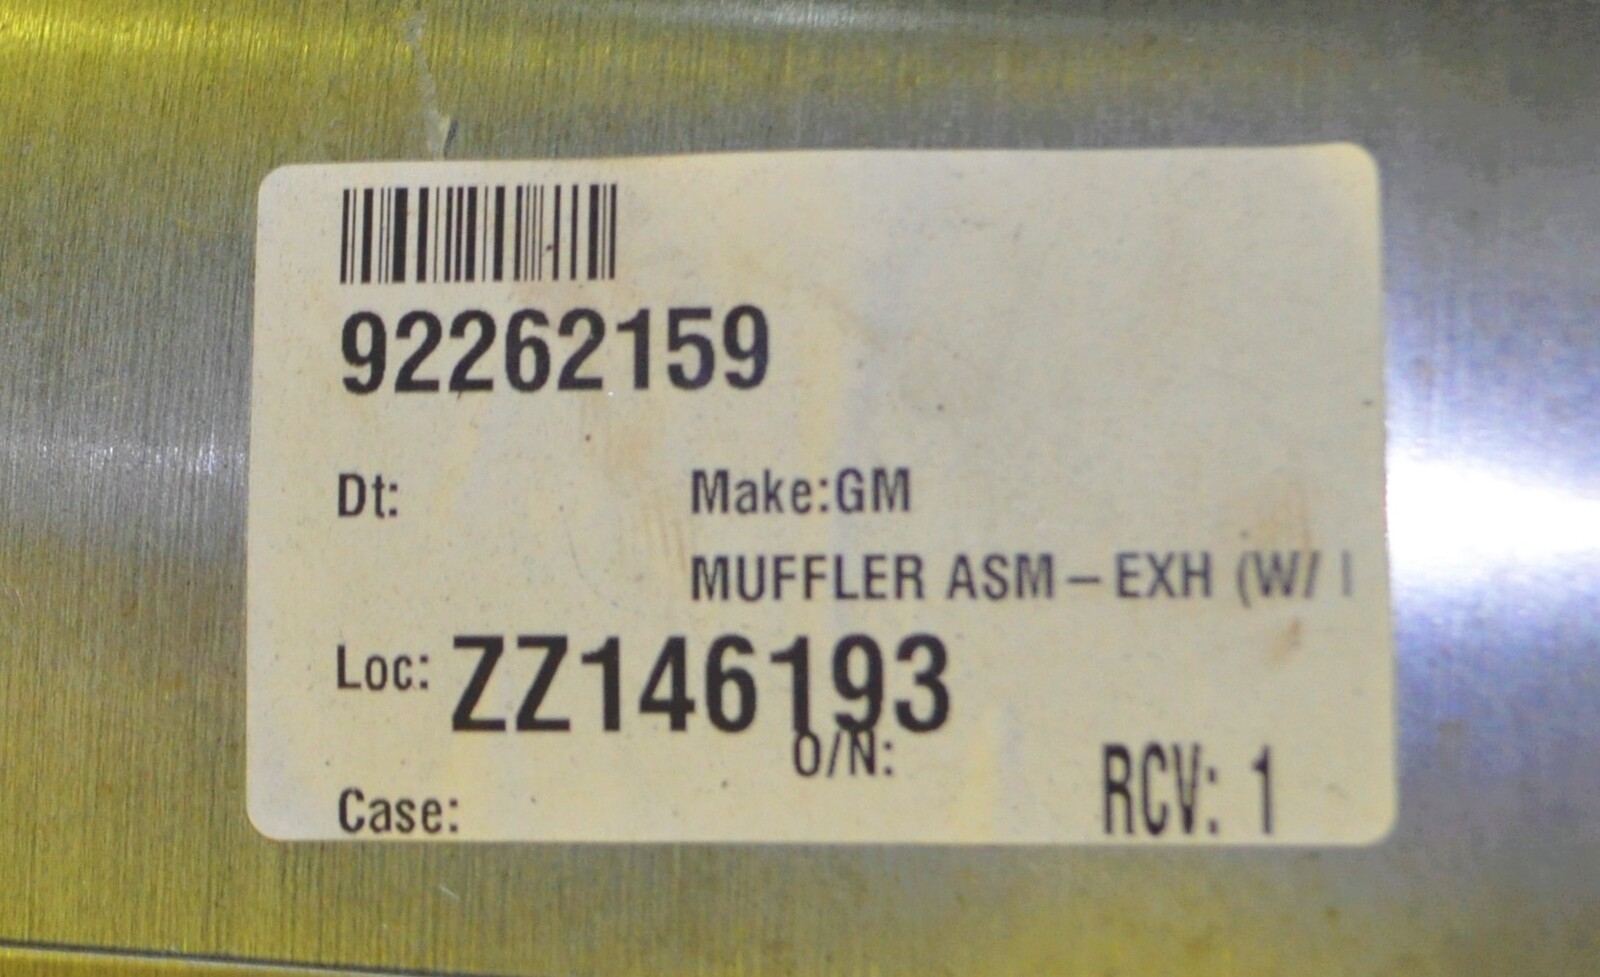 92262159
Dt: Make:GM
MUFFLER ASM-EXH (W/
Loc: ZZ146193
O/N:
RCV: 1
Case: